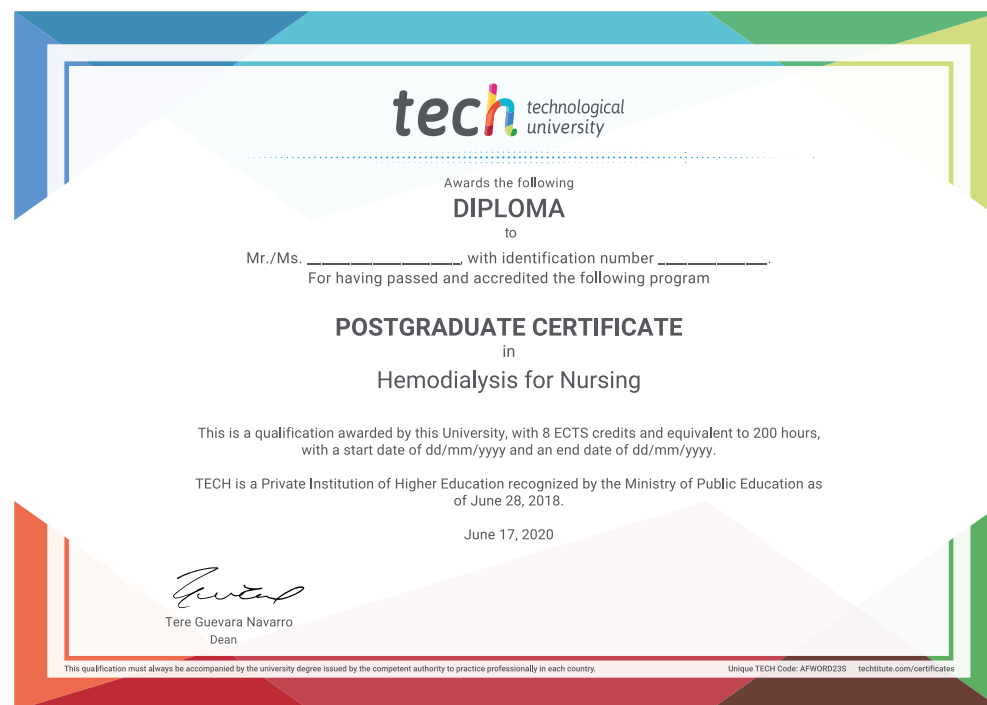 tech technological
university
Awards the following
DIPLOMA
to
Mr./Ms. ____________________, with identification number ______________.
For having passed and accredited the following program
POSTGRADUATE CERTIFICATE
in
Hemodialysis for Nursing
This is a qualification awarded by this University, with 8 ECTS credits and equivalent to 200 hours,
with a start date of dd/mm/yyyy and an end date of dd/mm/yyyy.
TECH is a Private Institution of Higher Education recognized by the Ministry of Public Education as
of June 28, 2018.
June 17, 2020
Tere Guevara Navarro
Dean
This qualification must always be accompanied by the university degree issued by the competent authority to practice professionally in each country.
Unique TECH Code: AFWORD23S techtitute.com/certificates